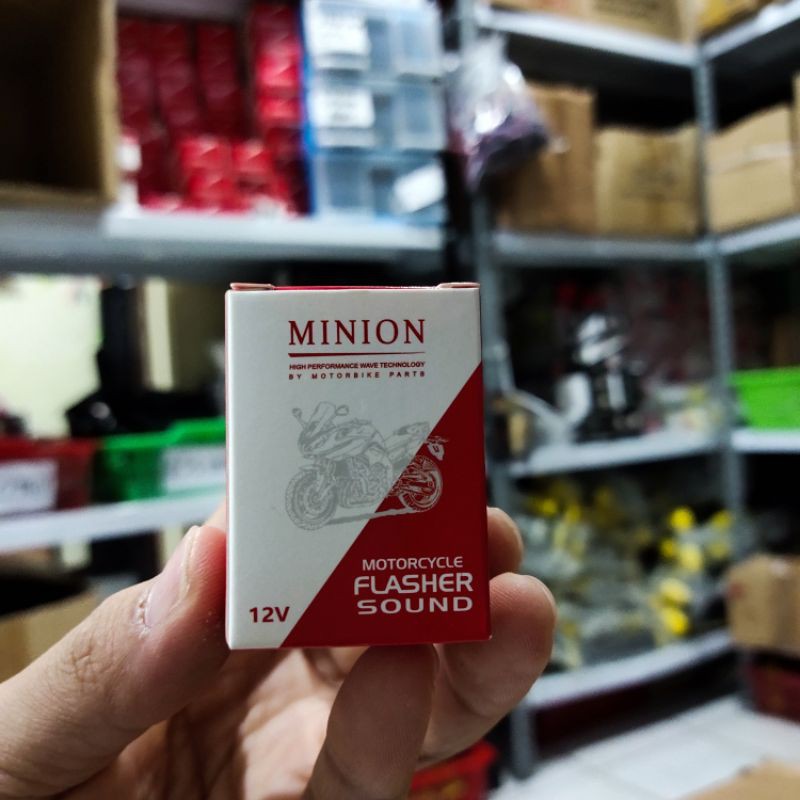 MINION
HIGH PERFORMANCE WAVE TECHNOLOGY
BY MOTORBIKE PARTS
MOTORCYCLE
FLASHER
SOUND
12V